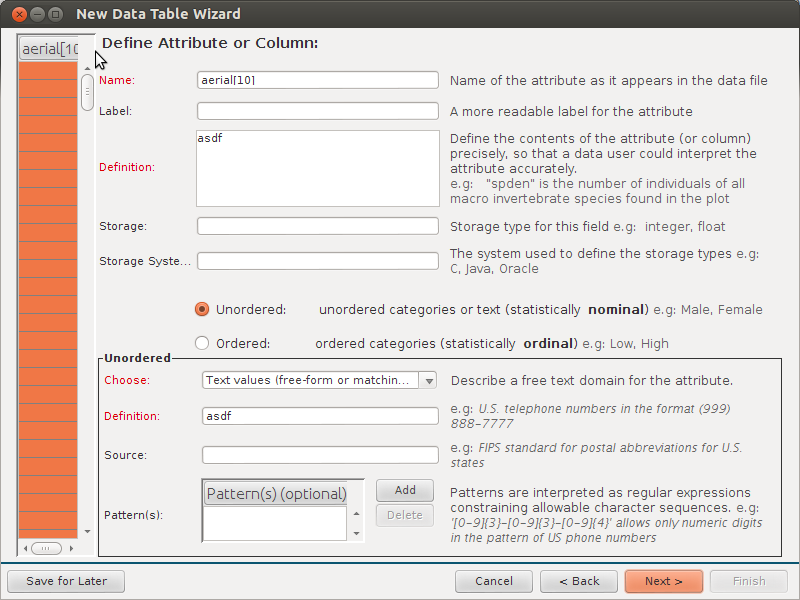 New Data Table Wizard
aerial[10
Define Attribute or Column:
Name:
aerial[10]
Name of the attribute as it appears in the data file
Label:
A more readable label for the attribute
Definition:
asdf
Define the contents of the attribute (or column)
precisely, so that a data user could interpret the
attribute accurately.
e.g: "spden" is the number of individuals of all
macro invertebrate species found in the plot
Storage:
Storage type for this field e.g: integer, float
Storage Syste...
The system used to define the storage types e.g:
C, Java, Oracle
Unordered: unordered categories or text (statistically nominal) e.g: Male, Female
Ordered: ordered categories (statistically ordinal) e.g: Low, High
Unordered
Choose:
Text values (free-form or matchin...
Describe a free text domain for the attribute.
Definition:
asdf
e.g: U.S. telephone numbers in the format (999)
888-7777
Source:
e.g: FIPS standard for postal abbreviations for U.S.
states
Pattern(s):
Pattern(s) (optional)
Add
Delete
Patterns are interpreted as regular expressions
constraining allowable character sequences. e.g:
'[0-9]{3}-[0-9]{3}-[0-9]{4}' allows only numeric digits
in the pattern of US phone numbers
Save for Later
Cancel
< Back
Next >
Finish